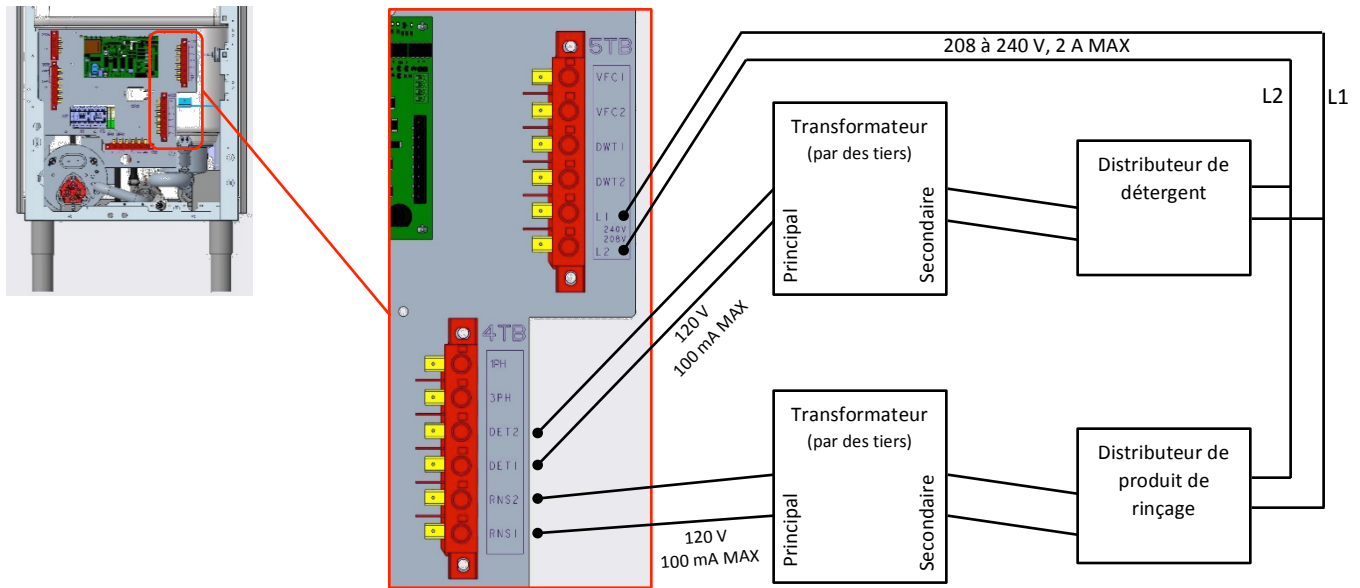 5TB
VFC1
VFC2
DWT1
DWT2
L1
240V
208V
L2
4TB
1PH
3PH
DET2
DET1
RNS2
RNS1
208 à 240 V, 2 A MAX
L2
L1
Transformateur
(par des tiers)
Principal
Secondaire
Distributeur de
détergent
120 V
100 mA MAX
Transformateur
(par des tiers)
Principal
Secondaire
Distributeur de
produit de
rinçage
120 V
100 mA MAX